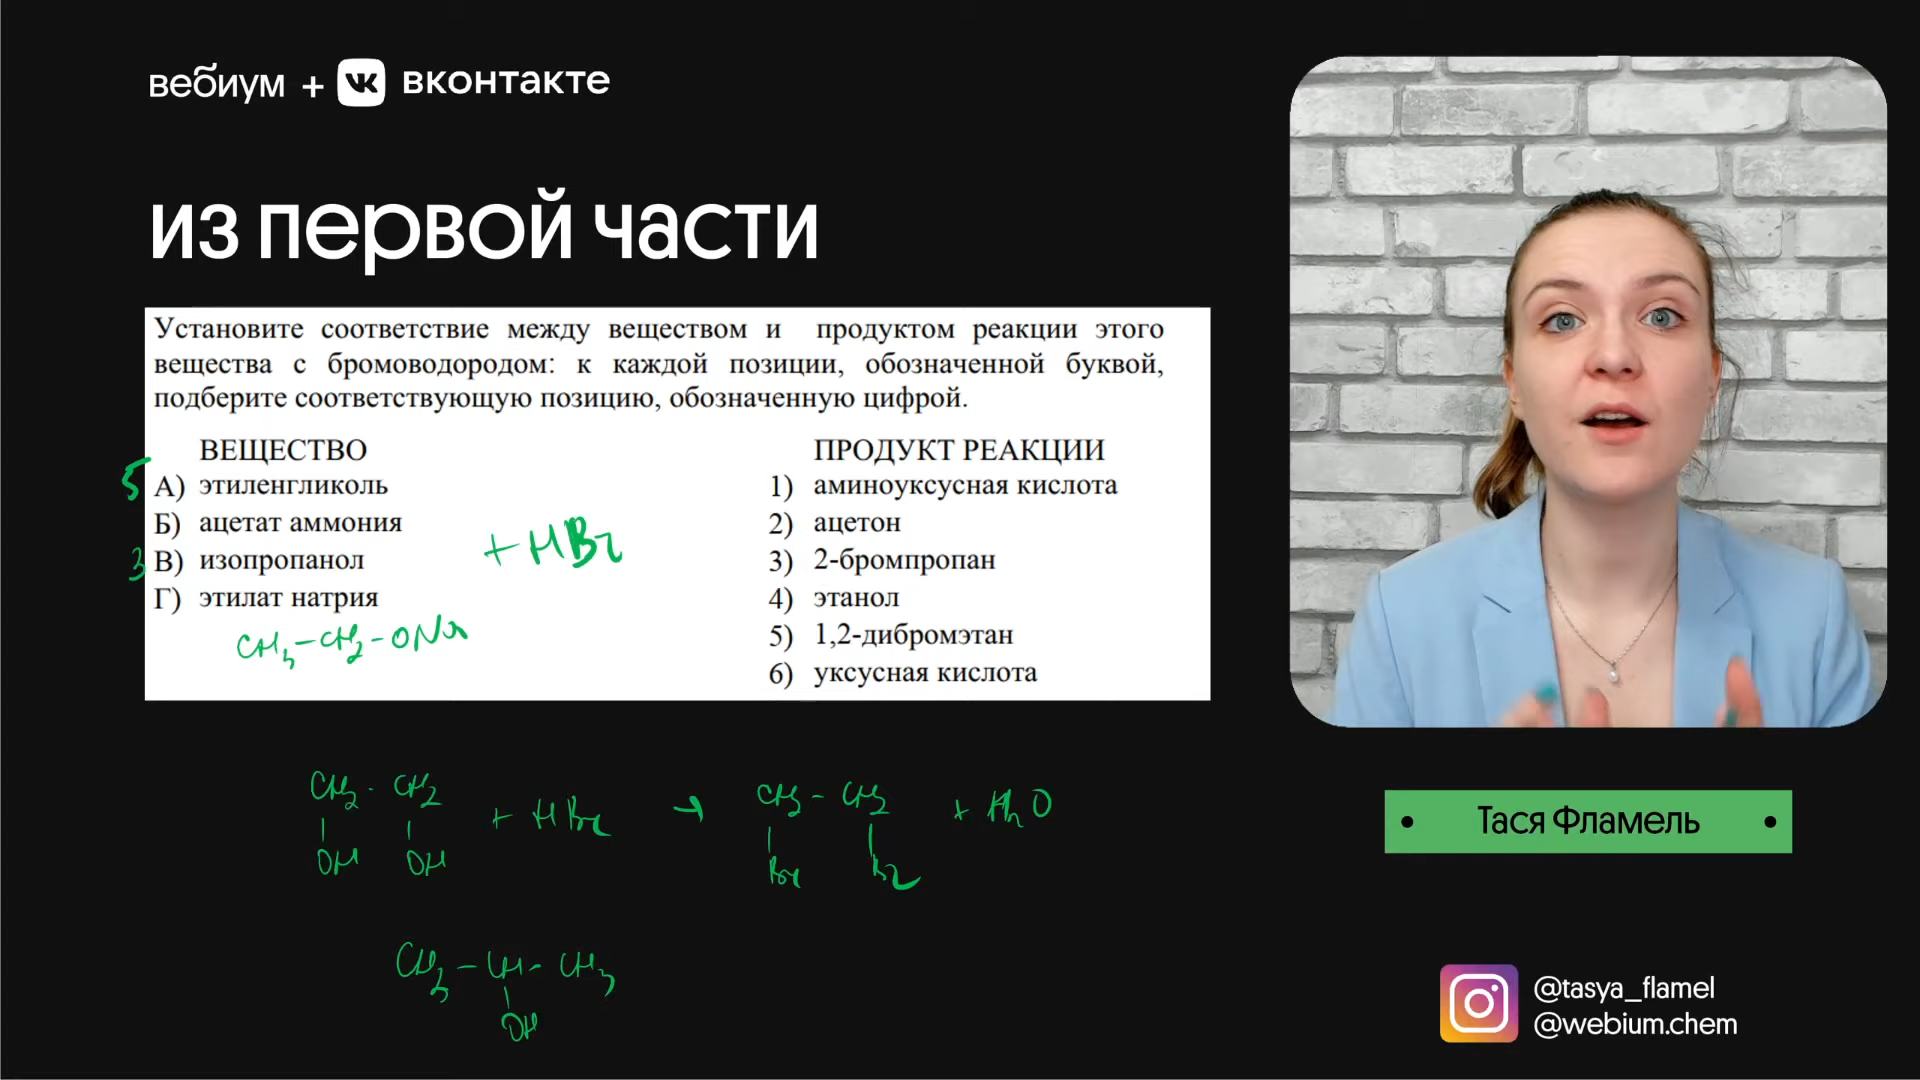 вебиум + вконтакте
из первой части
Установите соответствие между веществом и продуктом реакции этого
вещества с бромоводородом: к каждой позиции, обозначенной буквой,
подберите соответствующую позицию, обозначенную цифрой.
ВЕЩЕСТВО
5 А) этиленгликоль
Б) ацетат аммония
3 В) изопропанол
Г) этилат натрия
+ HBr
CH3-CH2-ONa
ПРОДУКТ РЕАКЦИИ
1) аминоуксусная кислота
2) ацетон
3) 2-бромпропан
4) этанол
5) 1,2-дибромэтан
6) уксусная кислота
CH2 - CH2 + HBr → CH2 - CH2 + H2O
OH OH Br Br
CH3 - CH - CH3
OH
• Тася Фламель •
@tasya_flamel
@webium.chem